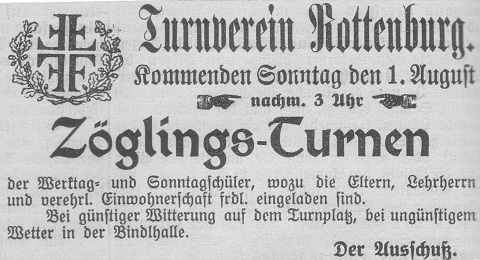 Turnverein Rottenburg.
Kommenden Sonntag den 1. August
nachm. 3 Uhr
Zöglings-Turnen
der Werktag- und Sonntagschüler, wozu die Eltern, Lehrherrn
und verehrl. Einwohnerschaft frdl. eingeladen sind.
Bei günstiger Witterung auf dem Turnplatz, bei ungünstigem
Wetter in der Bindlhalle.
Der Ausschuß.